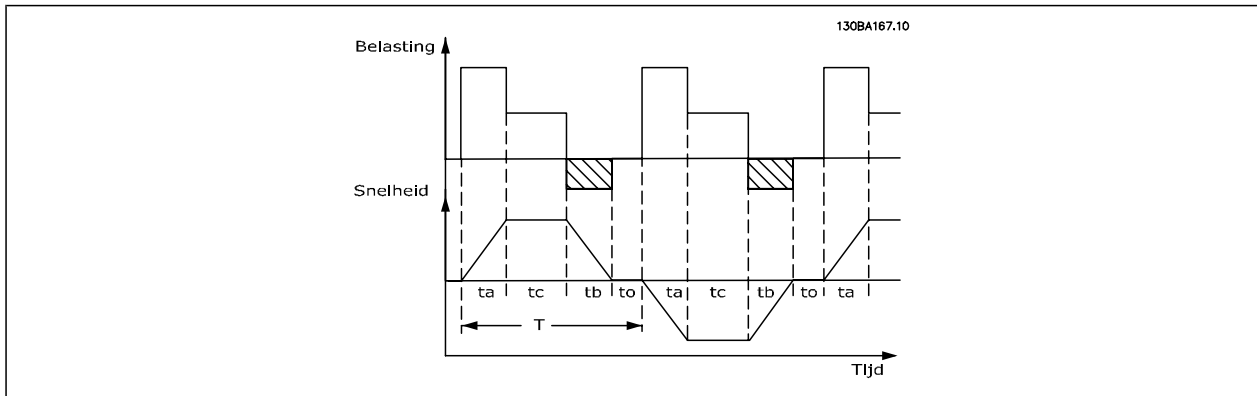 130BA167.10
Belasting
Snelheid
ta tc tb to ta tc tb to ta
T
Tijd